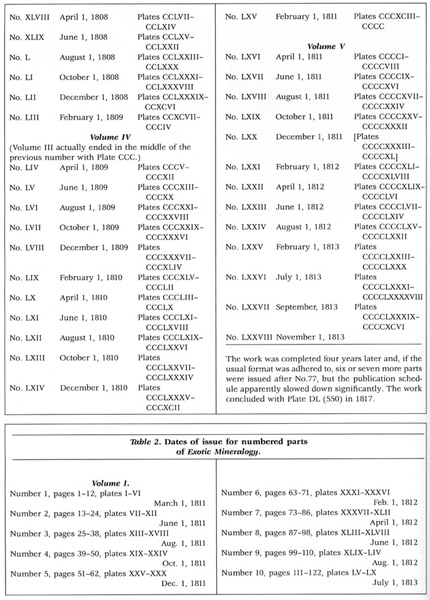 No. XLVIII April 1, 1808 Plates CCLVII–
CCLXIV
No. XLIX June 1, 1808 Plates CCLXV–
CCLXXII
No. L August 1, 1808 Plates CCLXXIII–
CCLXXX
No. LI October 1, 1808 Plates CCLXXXI–
CCLXXXVIII
No. LII December 1, 1808 Plates CCLXXXIX–
CCXCVI
No. LIII February 1, 1809 Plates CCXCVII–
CCCIV
Volume IV
(Volume III actually ended in the middle of the
previous number with Plate CCC.)
No. LIV April 1, 1809 Plates CCCV–
CCCXII
No. LV June 1, 1809 Plates CCCXIII–
CCCXX
No. LVI August 1, 1809 Plates CCCXXI–
CCCXXVIII
No. LVII October 1, 1809 Plates CCCXXIX–
CCCXXXVI
No. LVIII December 1, 1809 Plates
CCCXXXVII–
CCCXLIV
No. LIX February 1, 1810 Plates CCCXLV–
CCCLII
No. LX April 1, 1810 Plates CCCLIII–
CCCLX
No. LXI June 1, 1810 Plates CCCLXI–
CCCLXVIII
No. LXII August 1, 1810 Plates CCCLXIX–
CCCLXXVI
No. LXIII October 1, 1810 Plates
CCCLXXVII–
CCCLXXXIV
No. LXIV December 1, 1810 Plates
CCCLXXXV–
CCCXCII
No. LXV February 1, 1811 Plates CCCXCIII–
CCCC
Volume V
No. LXVI April 1, 1811 Plates CCCCI–
CCCCVIII
No. LXVII June 1, 1811 Plates CCCCIX–
CCCCXVI
No. LXVIII August 1, 1811 Plates CCCCXVII–
CCCCXXIV
No. LXIX October 1, 1811 Plates CCCCXXV–
CCCCXXXII
No. LXX December 1, 1811 [Plates
CCCCXXXIII–
CCCCXL]
No. LXXI February 1, 1812 Plates CCCCXLI–
CCCCXLVIII
No. LXXII April 1, 1812 Plates CCCCXLIX–
CCCCLVI
No. LXXIII June 1, 1812 Plates CCCCLVII–
CCCCLXIV
No. LXXIV August 1, 1812 Plates CCCCLXV–
CCCCLXXII
No. LXXV February 1, 1813 Plates
CCCCLXXIII–
CCCCLXXX
No. LXXVI July 1, 1813 Plates
CCCCLXXXI–
CCCCLXXXXVIII
No. LXXVII September, 1813 Plates
CCCCLXXXIX–
CCCCXCVI
No. LXXVIII November 1, 1813
The work was completed four years later and, if the
usual format was adhered to, six or seven more parts
were issued after No.77, but the publication sche-
dule apparently slowed down significantly. The work
concluded with Plate DL (550) in 1817.
Table 2. Dates of issue for numbered parts
of Exotic Mineralogy.
Volume I.
Number 1, pages 1–12, plates I–VI
March 1, 1811
Number 2, pages 13–24, plates VII–XII
June 1, 1811
Number 3, pages 25–38, plates XIII–XVIII
Aug. 1, 1811
Number 4, pages 39–50, plates XIX–XXIV
Oct. 1, 1811
Number 5, pages 51–62, plates XXV–XXX
Dec. 1, 1811
Number 6, pages 63–71, plates XXXI–XXXVI
Feb. 1, 1812
Number 7, pages 73–86, plates XXXVII–XLII
April 1, 1812
Number 8, pages 87–98, plates XLIII–XLVIII
June 1, 1812
Number 9, pages 99–110, plates XLIX–LIV
Aug. 1, 1812
Number 10, pages 111–122, plates LV–LX
July 1, 1813